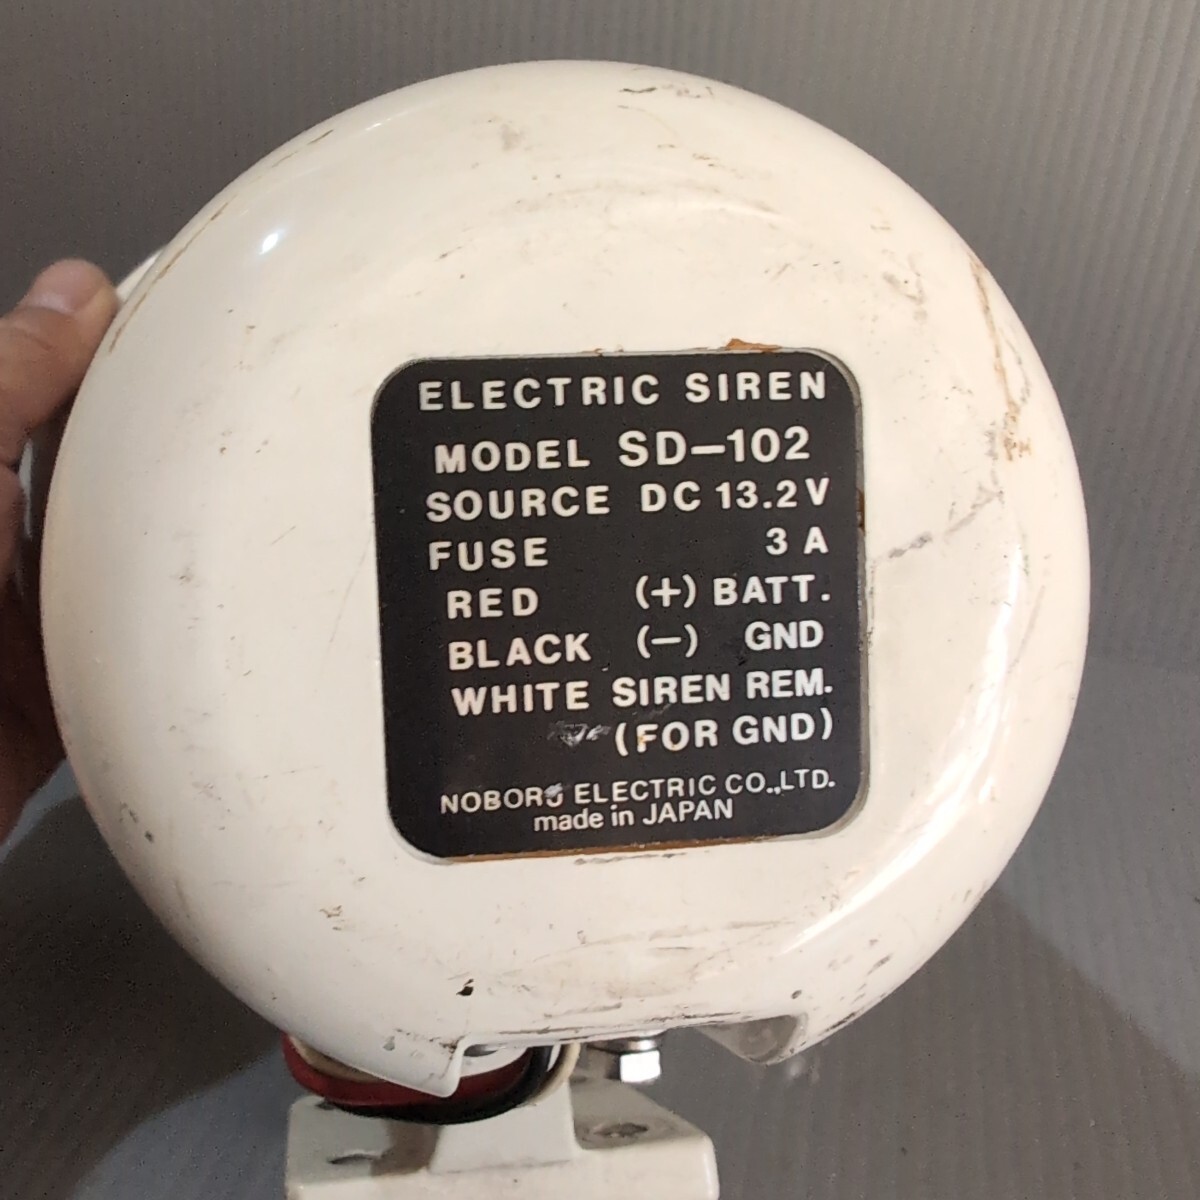 ELECTRIC SIREN
MODEL SD-102
SOURCE DC 13.2V
FUSE 3 A
RED (+) BATT.
BLACK (-) GND
WHITE SIREN REM.
(FOR GND)
ELECTRIC CO.,LTD.
made in JAPAN